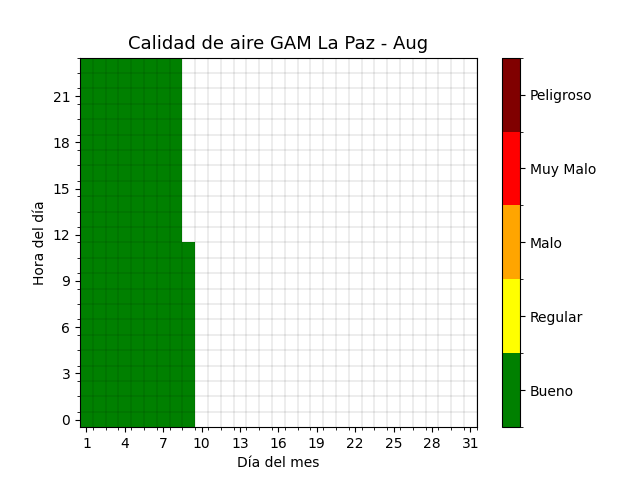 Calidad de aire GAM La Paz - Aug
Hora del día
21
18
15
12
9
6
3
0
1 4 7 10 13 16 19 22 25 28 31
Día del mes
Peligroso
Muy Malo
Malo
Regular
Bueno